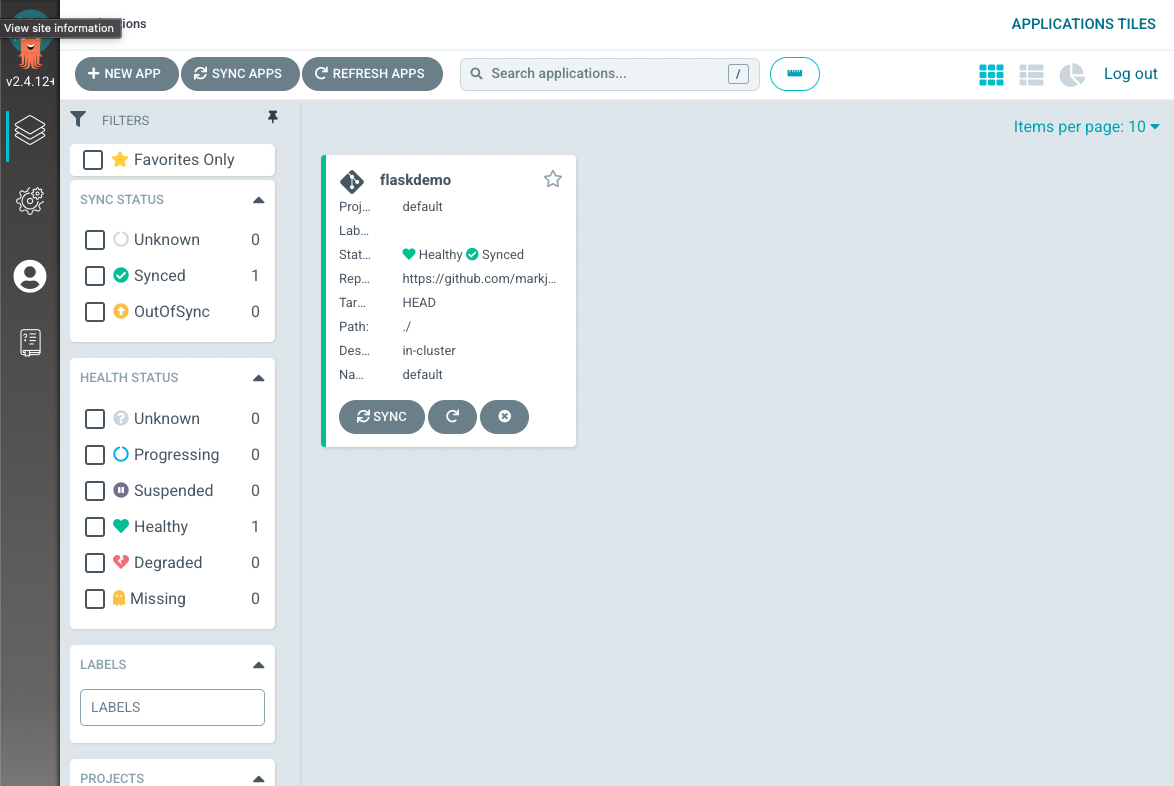 View site information
ions
APPLICATIONS TILES
v2.4.12+
NEW APP
SYNC APPS
REFRESH APPS
Search applications...
/
Log out
FILTERS
Items per page: 10
Favorites Only
SYNC STATUS
Unknown 0
Synced 1
OutOfSync 0
HEALTH STATUS
Unknown 0
Progressing 0
Suspended 0
Healthy 1
Degraded 0
Missing 0
LABELS
LABELS
PROJECTS
flaskdemo
Proj... default
Lab...
Stat... Healthy Synced
Rep... https://github.com/markj...
Tar... HEAD
Path: ./
Des... in-cluster
Na... default
SYNC